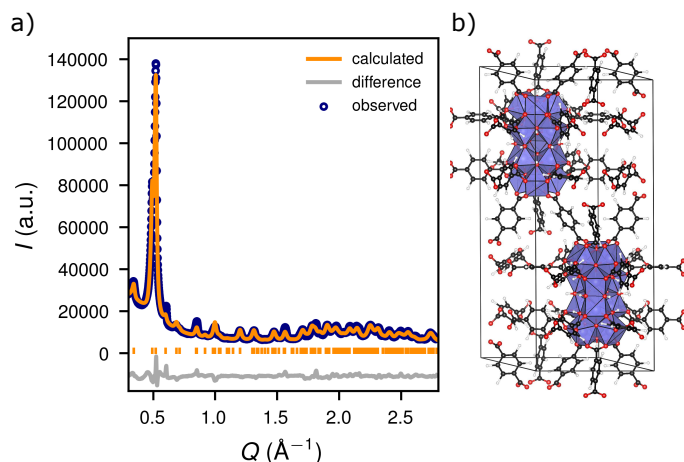 a)
b)
140000
120000
100000
80000
60000
40000
20000
0
I (a.u.)
calculated
difference
observed
0.5 1.0 1.5 2.0 2.5
Q (Å⁻¹)